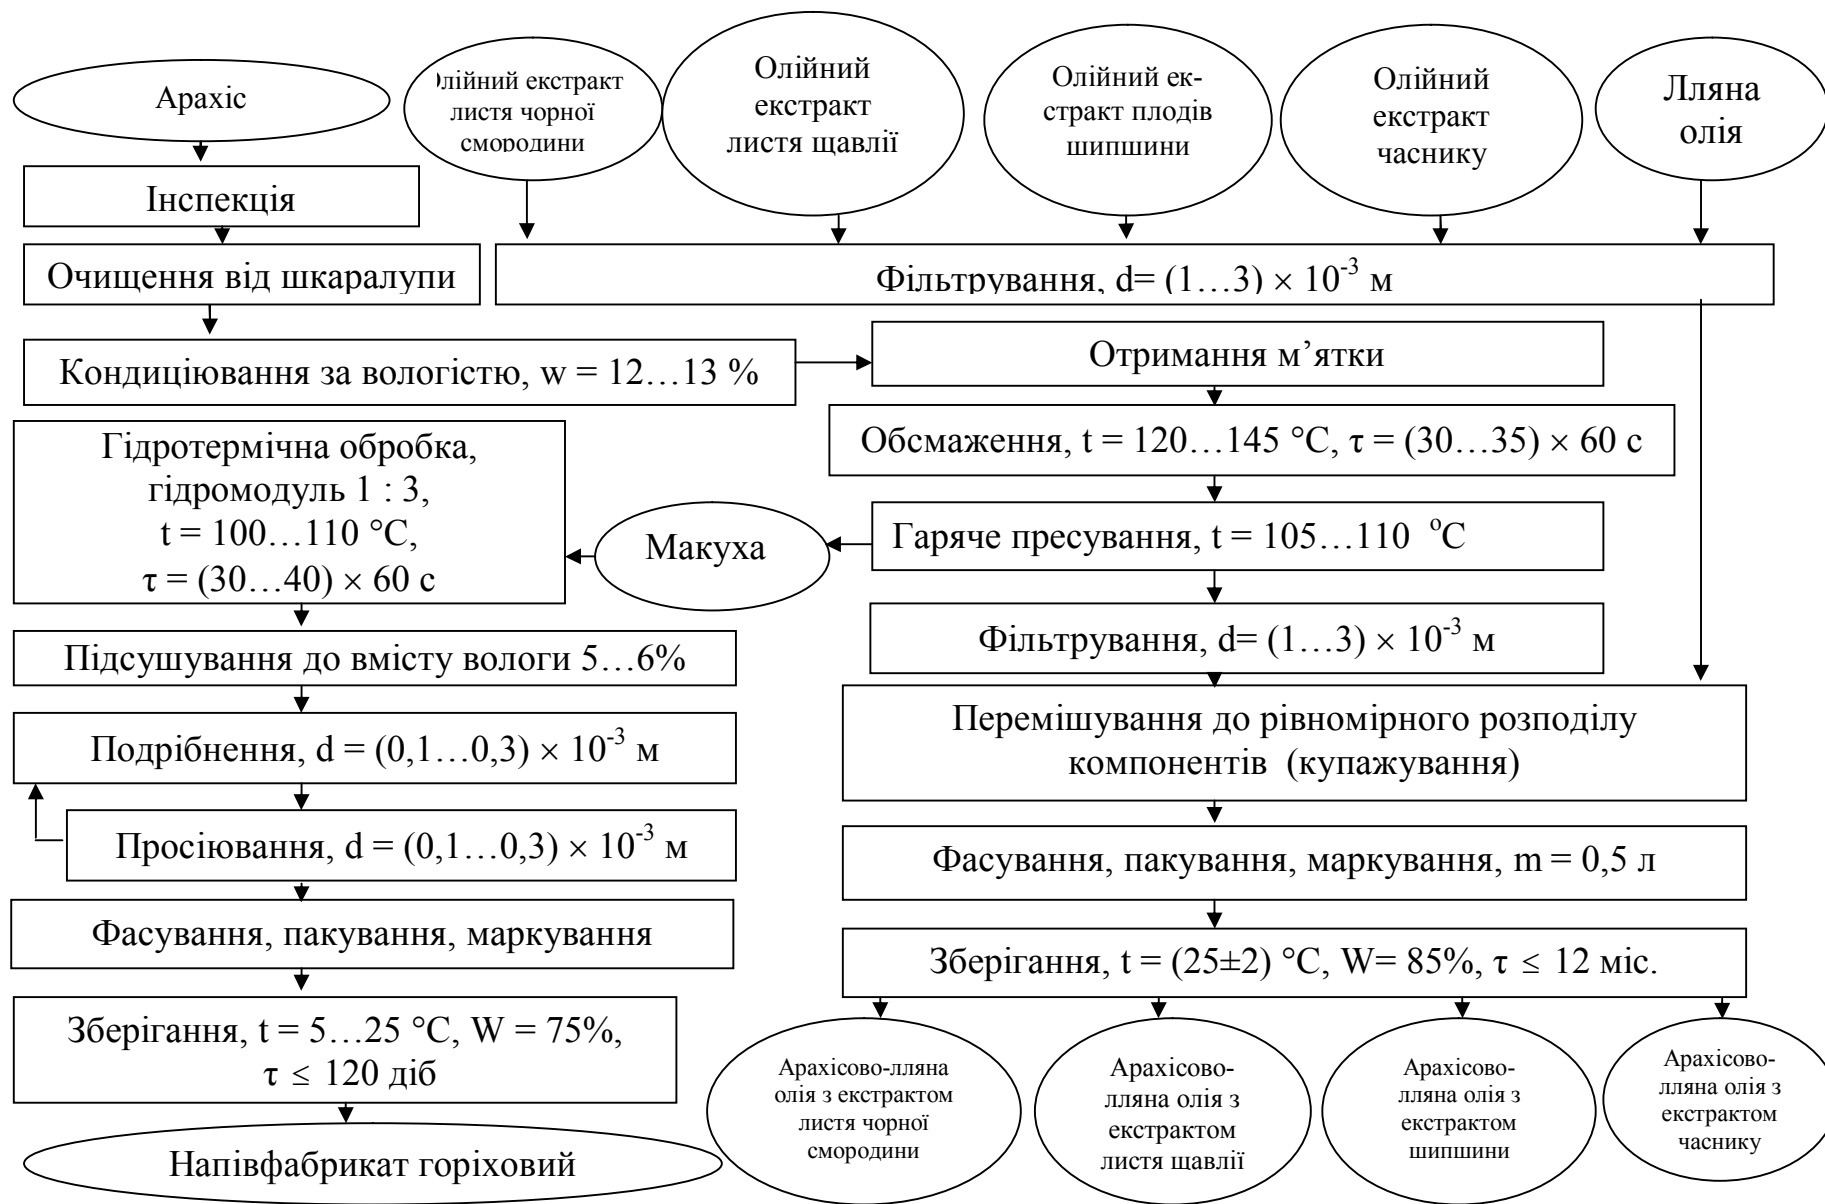 Арахіс
Олійний екстракт
листя чорної
смородини
Олійний
екстракт
листя щавлії
Олійний ек-
стракт плодів
шипшини
Олійний
екстракт
часнику
Лляна
олія
Інспекція
Очищення від шкаралупи
Фільтрування, d= (1…3) × 10⁻³ м
Кондиціювання за вологістю, w = 12…13 %
Отримання м’ятки
Обсмаження, t = 120…145 °С, τ = (30…35) × 60 с
Гідротермічна обробка,
гідромодуль 1 : 3,
t = 100…110 °С,
τ = (30…40) × 60 с
Макуха
Гаряче пресування, t = 105…110 °С
Фільтрування, d= (1…3) × 10⁻³ м
Підсушування до вмісту вологи 5…6%
Перемішування до рівномірного розподілу
компонентів (купажування)
Подрібнення, d = (0,1…0,3) × 10⁻³ м
Просіювання, d = (0,1…0,3) × 10⁻³ м
Фасування, пакування, маркування, m = 0,5 л
Фасування, пакування, маркування
Зберігання, t = (25±2) °С, W= 85%, τ ≤ 12 міс.
Зберігання, t = 5…25 °С, W = 75%,
τ ≤ 120 діб
Напівфабрикат горіховий
Арахісово-лляна
олія з екстрактом
листя чорної
смородини
Арахісово-
лляна олія з
екстрактом
листя щавлії
Арахісово-
лляна олія з
екстрактом
шипшини
Арахісово-
лляна олія з
екстрактом
часнику